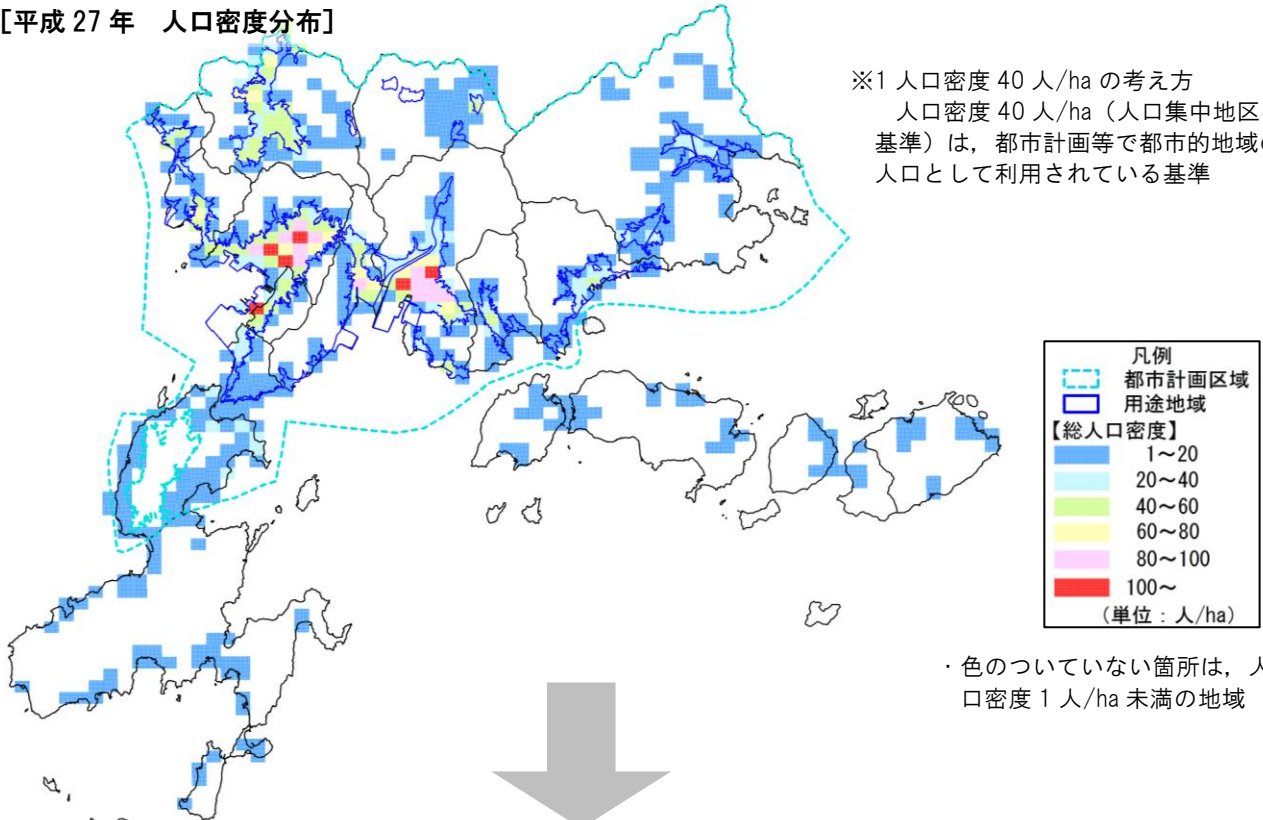 [平成 27 年　人口密度分布]
※1 人口密度 40 人/ha の考え方
人口密度 40 人/ha（人口集中地区
基準）は，都市計画等で都市的地域
人口として利用されている基準
凡例
都市計画区域
用途地域
【総人口密度】
1～20
20～40
40～60
60～80
80～100
100～
(単位：人/ha)
・色のついていない箇所は，人
口密度 1 人/ha 未満の地域